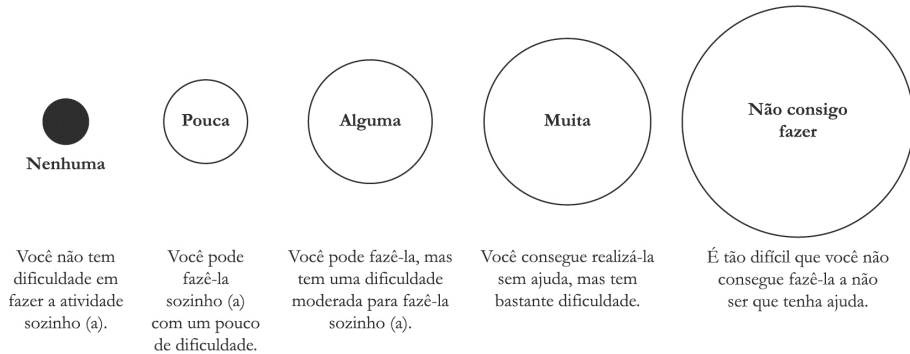 Nenhuma
Pouca
Alguma
Muita
Não consigo
fazer
Você não tem
dificuldade em
fazer a atividade
sozinho (a).
Você pode
fazê-la
sozinho (a)
com um pouco
de dificuldade.
Você pode fazê-la, mas
tem uma dificuldade
moderada para fazê-la
sozinho (a).
Você consegue realizá-la
sem ajuda, mas tem
bastante dificuldade.
É tão difícil que você não
consegue fazê-la a não
ser que tenha ajuda.